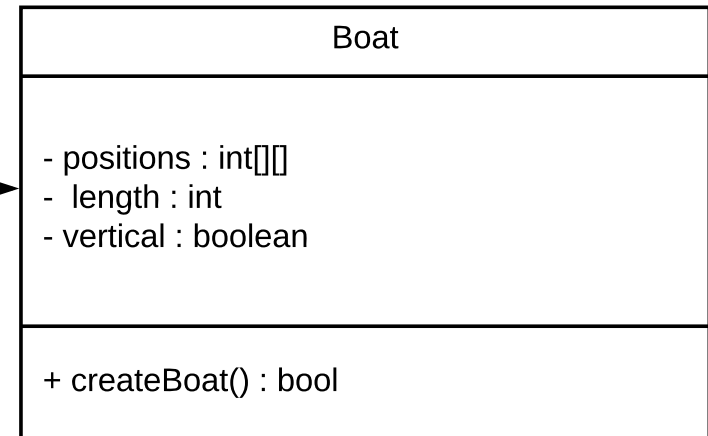 Boat
- positions : int[][]
-  length : int
- vertical : boolean
+ createBoat() : bool